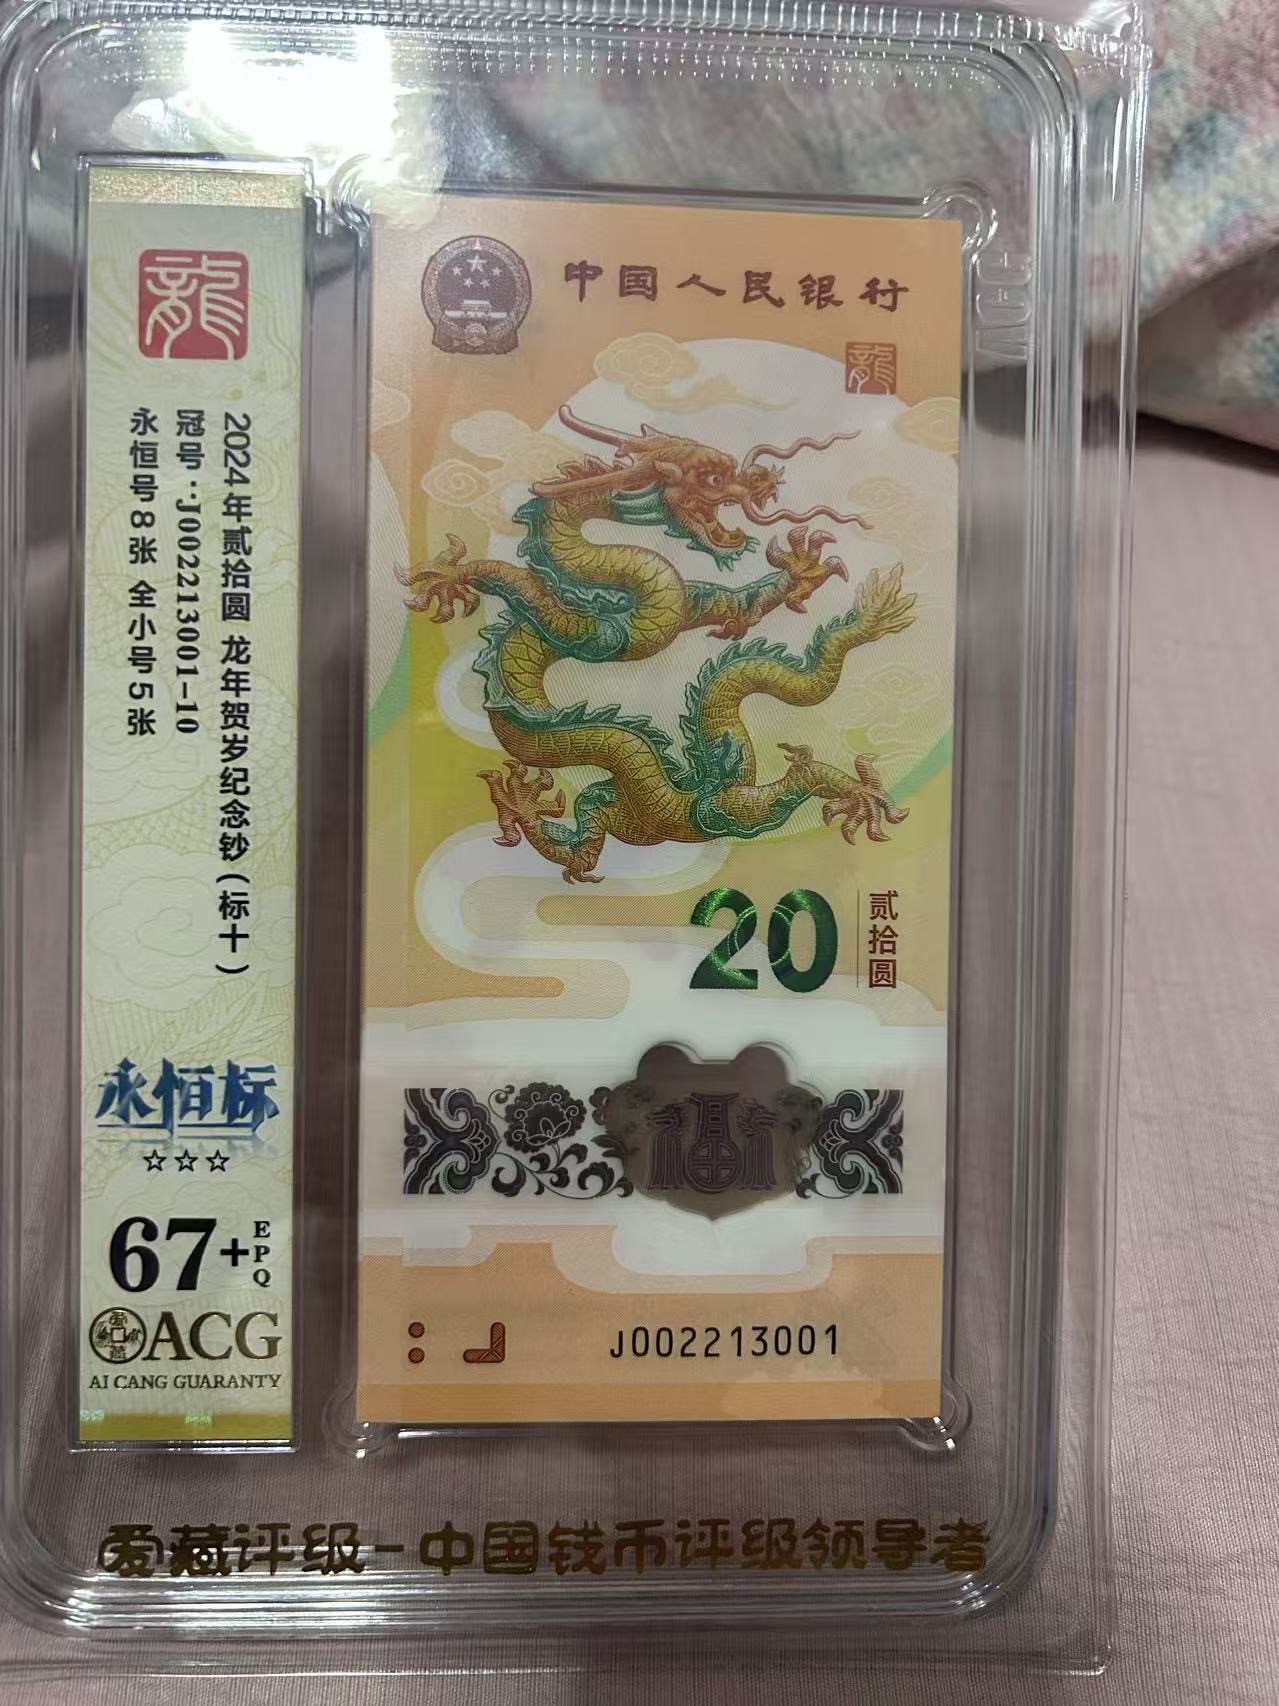 龍
2024年贰拾圆 龙年贺岁纪念钞(标十)
冠号:J002213001-10
永恒号8张 全小号5张
永恒标
☆☆☆
67+EPQ
爱藏
ACG
AI CANG GUARANTY
中国人民银行
龍
20
贰拾圆
福
J002213001
爱藏评级-中国钱币评级领导者
ACG